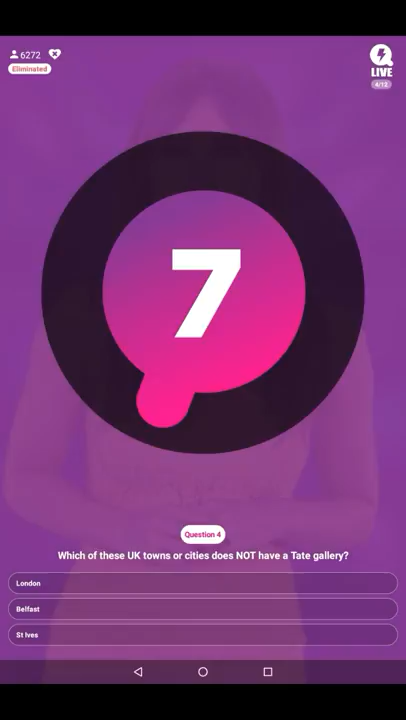 6272
Eliminated
LIVE
4/12
7
Question 4
Which of these UK towns or cities does NOT have a Tate gallery?
London
Belfast
St Ives